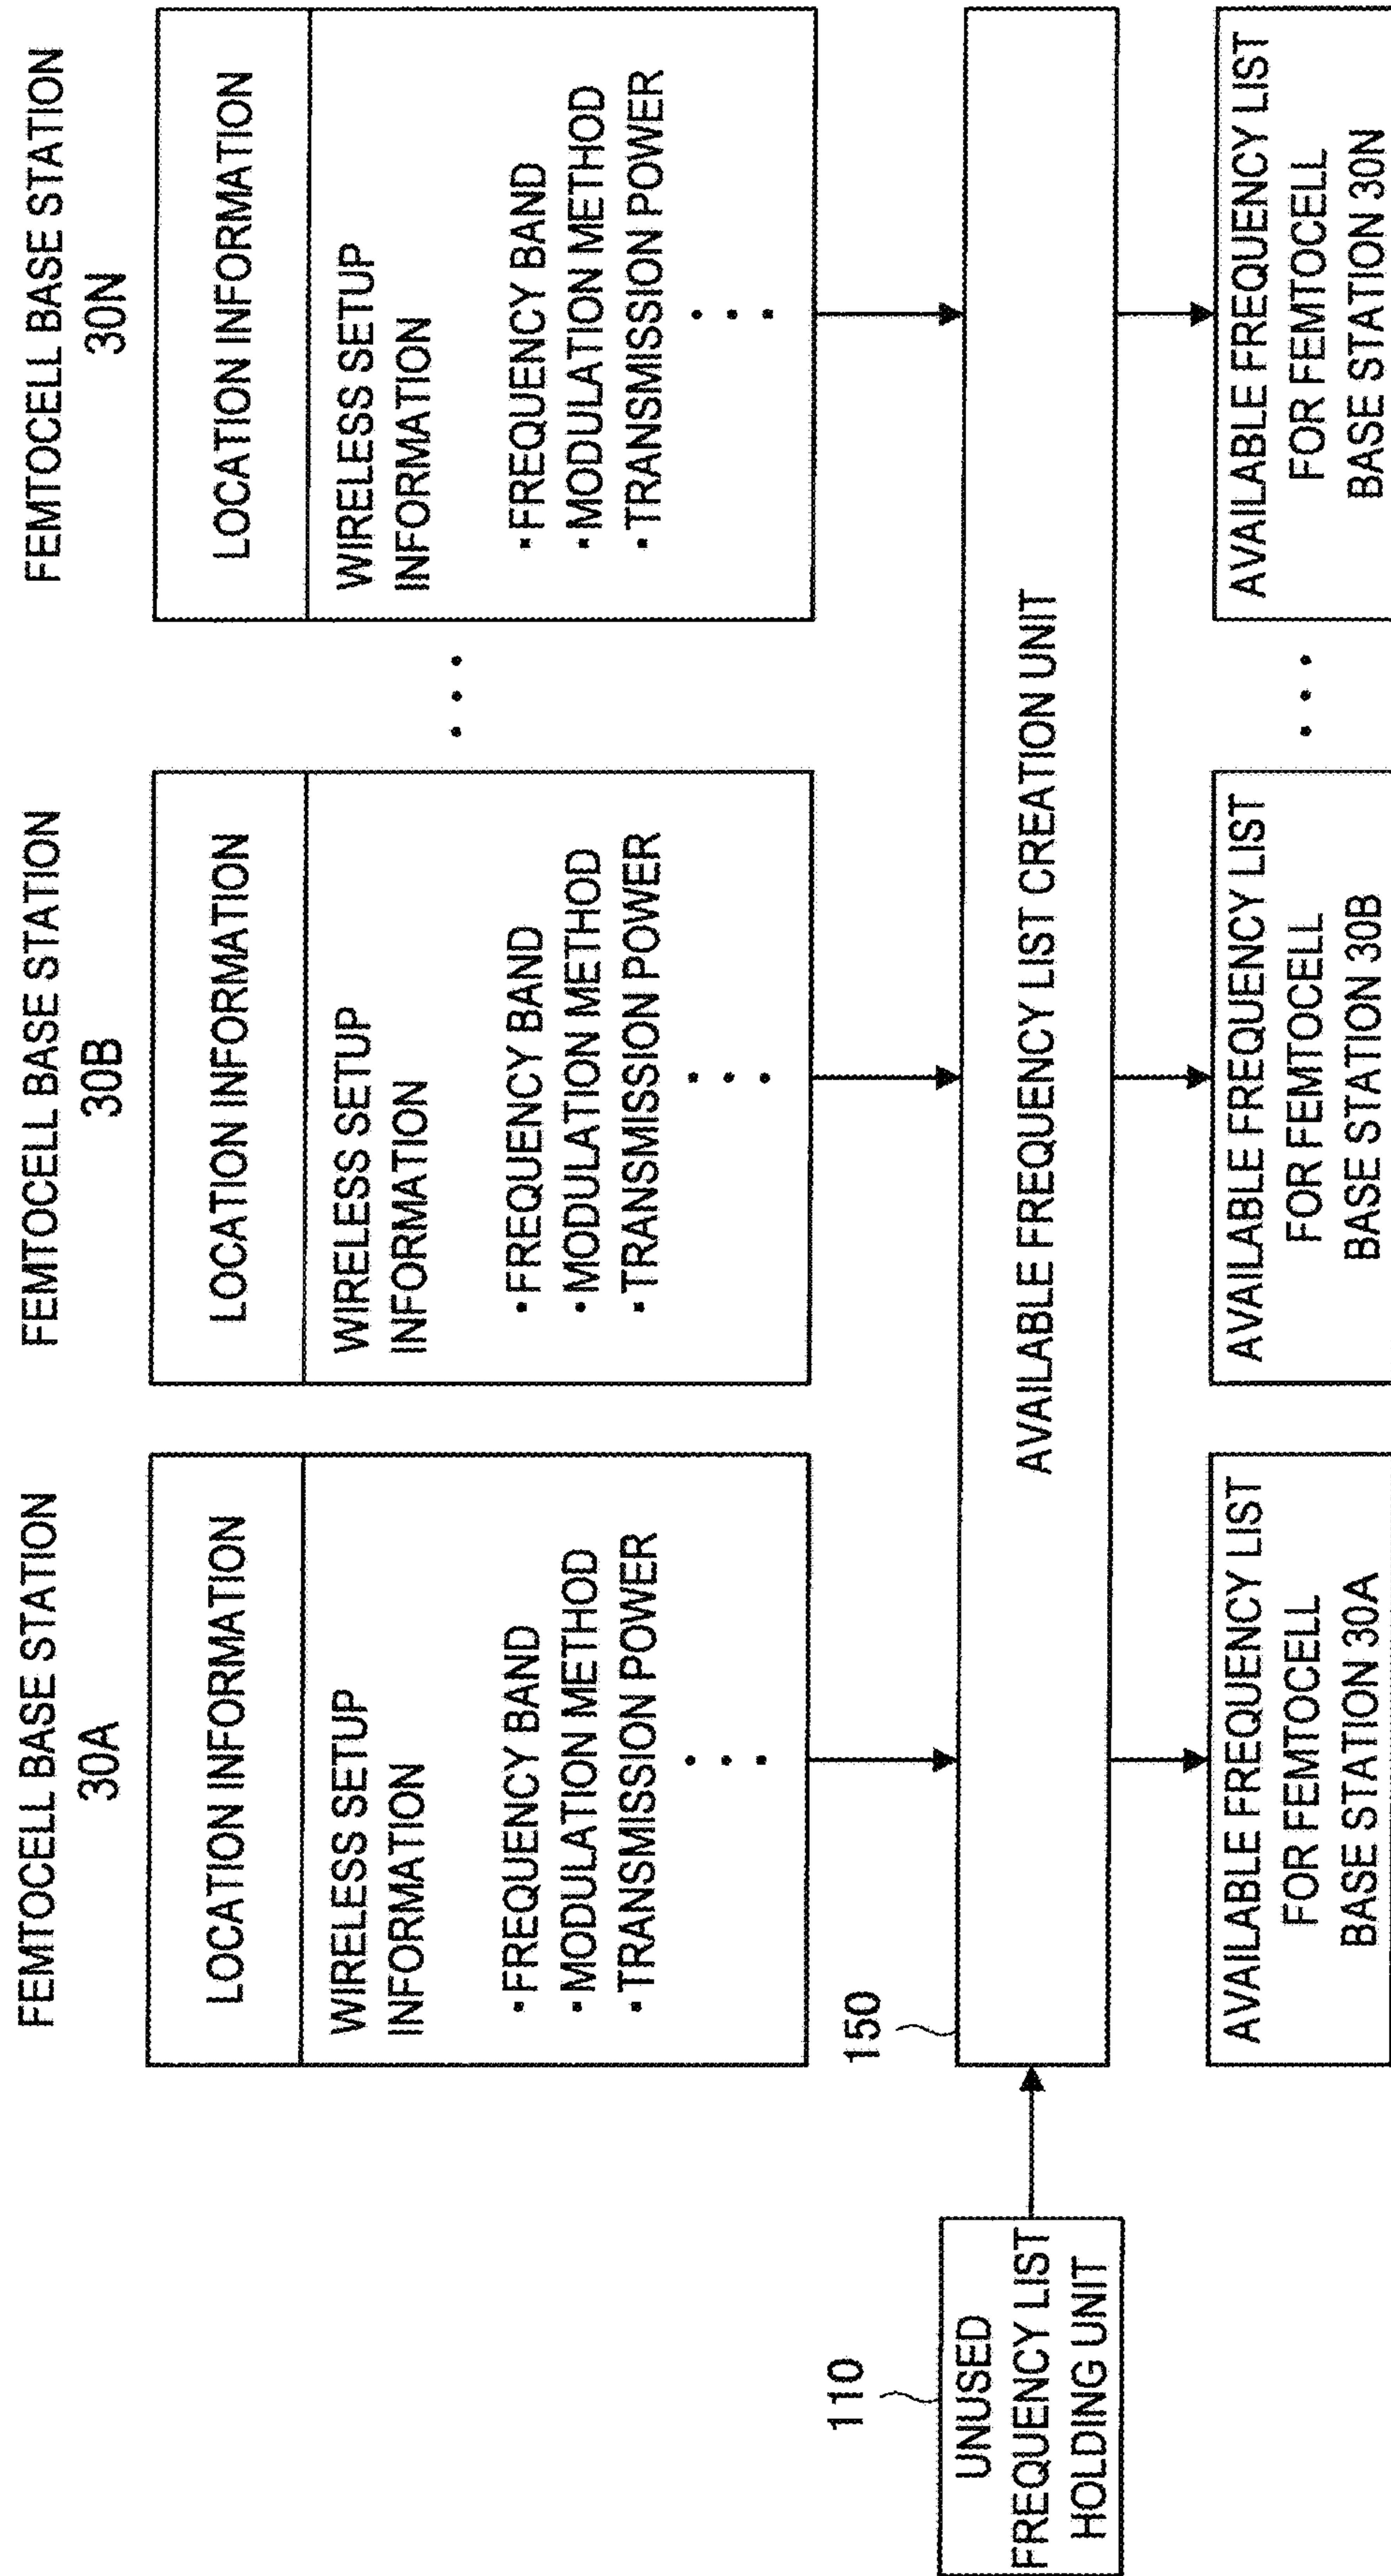 FEMTOCELL BASE STATION
30A
LOCATION INFORMATION
WIRELESS SETUP
INFORMATION
・FREQUENCY BAND
・MODULATION METHOD
・TRANSMISSION POWER
FEMTOCELL BASE STATION
30B
LOCATION INFORMATION
WIRELESS SETUP
INFORMATION
・FREQUENCY BAND
・MODULATION METHOD
・TRANSMISSION POWER
FEMTOCELL BASE STATION
30N
LOCATION INFORMATION
WIRELESS SETUP
INFORMATION
・FREQUENCY BAND
・MODULATION METHOD
・TRANSMISSION POWER
110
UNUSED
FREQUENCY LIST
HOLDING UNIT
150
AVAILABLE FREQUENCY LIST CREATION UNIT
AVAILABLE FREQUENCY LIST
FOR FEMTOCELL
BASE STATION 30A
AVAILABLE FREQUENCY LIST
FOR FEMTOCELL
BASE STATION 30B
AVAILABLE FREQUENCY LIST
FOR FEMTOCELL
BASE STATION 30N